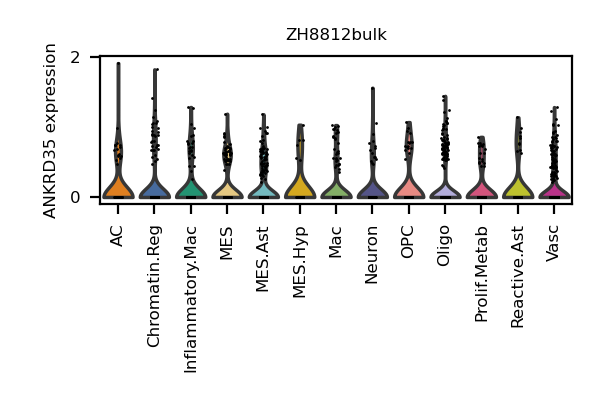 ZH8812bulk
ANKRD35 expression
2
0
AC
Chromatin.Reg
Inflammatory.Mac
MES
MES.Ast
MES.Hyp
Mac
Neuron
OPC
Oligo
Prolif.Metab
Reactive.Ast
Vasc